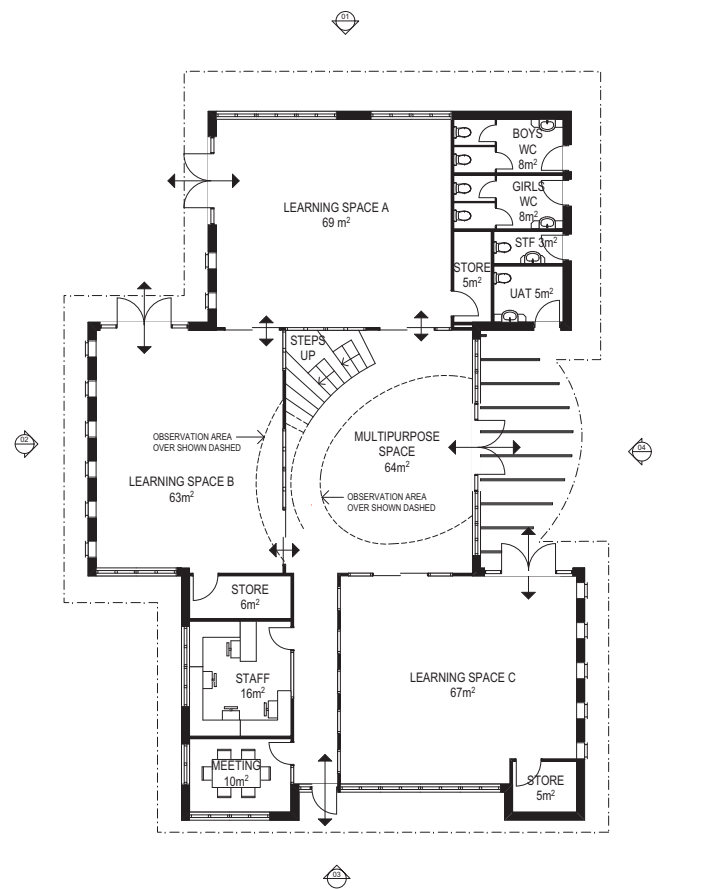 01
BOYS
WC
8m²
LEARNING SPACE A
69 m²
GIRLS
WC
8m²
STF 3m²
STORE
5m²
UAT 5m²
STEPS
UP
OBSERVATION AREA
OVER SHOWN DASHED
MULTIPURPOSE
SPACE
64m²
02
04
LEARNING SPACE B
63m²
OBSERVATION AREA
OVER SHOWN DASHED
STORE
6m²
STAFF
16m²
LEARNING SPACE C
67m²
MEETING
10m²
STORE
5m²
03